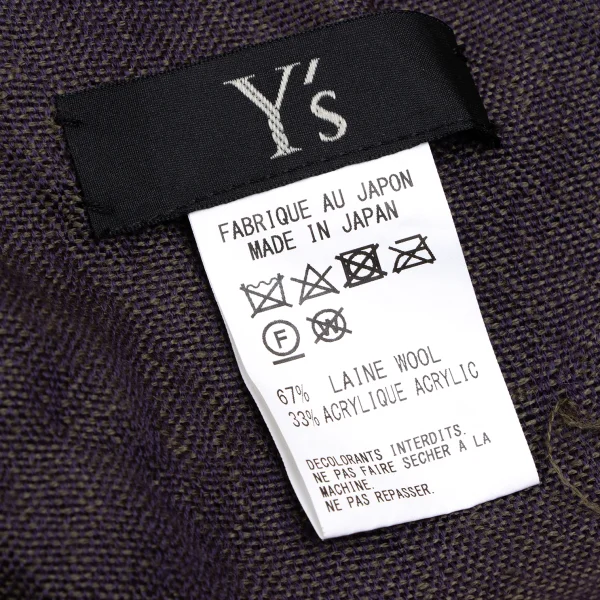 Y's
FABRIQUE AU JAPON
MADE IN JAPAN
F W
67% LAINE WOOL
33% ACRYLIQUE ACRYLIC
DECOLORANTS INTERDITS.
NE PAS FAIRE SECHER A LA
MACHINE.
NE PAS REPASSER.